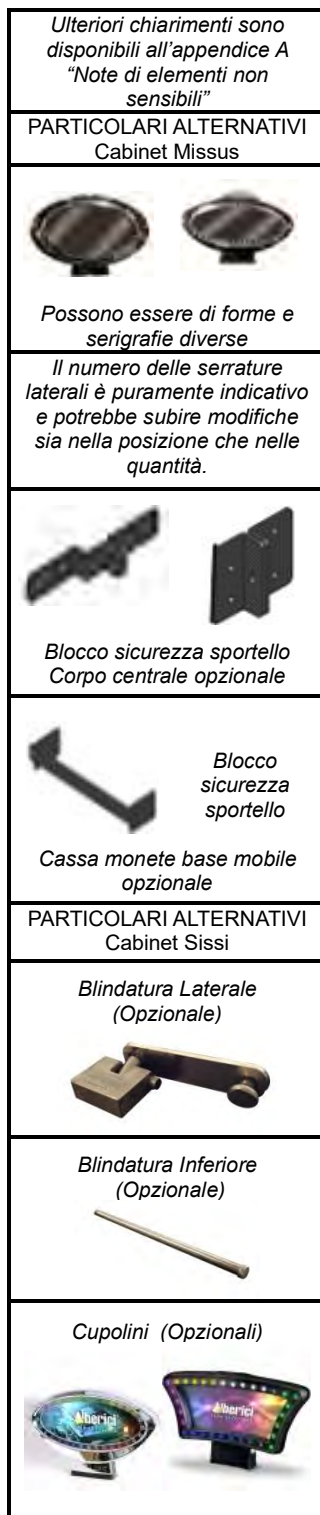 Ulteriori chiarimenti sono
disponibili all’appendice A
“Note di elementi non
sensibili”
PARTICOLARI ALTERNATIVI
Cabinet Missus
Possono essere di forme e
serigrafie diverse
Il numero delle serrature
laterali è puramente indicativo
e potrebbe subire modifiche
sia nella posizione che nelle
quantità.
Blocco sicurezza sportello
Corpo centrale opzionale
Blocco
sicurezza
sportello
Cassa monete base mobile
opzionale
PARTICOLARI ALTERNATIVI
Cabinet Sissi
Blindatura Laterale
(Opzionale)
Blindatura Inferiore
(Opzionale)
Cupolini (Opzionali)
Alberici
Alberici